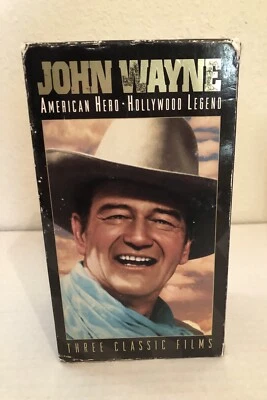 JOHN WAYNE
AMERICAN HERO · HOLLYWOOD LEGEND
THREE CLASSIC FILMS